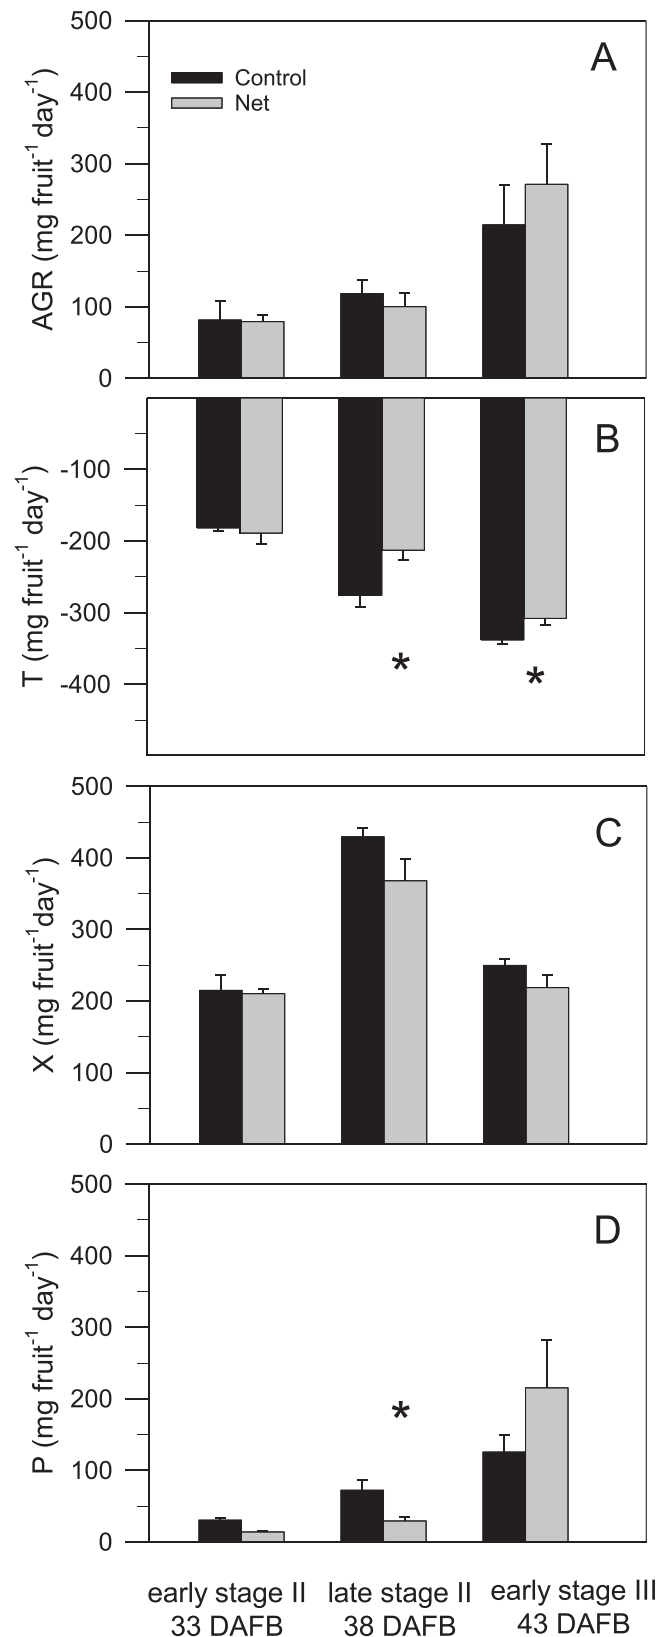 500
A
Control
Net
400
300
200
100
0
AGR (mg fruit⁻¹ day⁻¹)
B
-100
-200
-300
-400
*
*
T (mg fruit⁻¹ day⁻¹)
500
C
400
300
200
100
0
X (mg fruit⁻¹day⁻¹)
500
D
400
300
200
*
100
0
P (mg fruit⁻¹ day⁻¹)
early stage II late stage II early stage III
33 DAFB 38 DAFB 43 DAFB